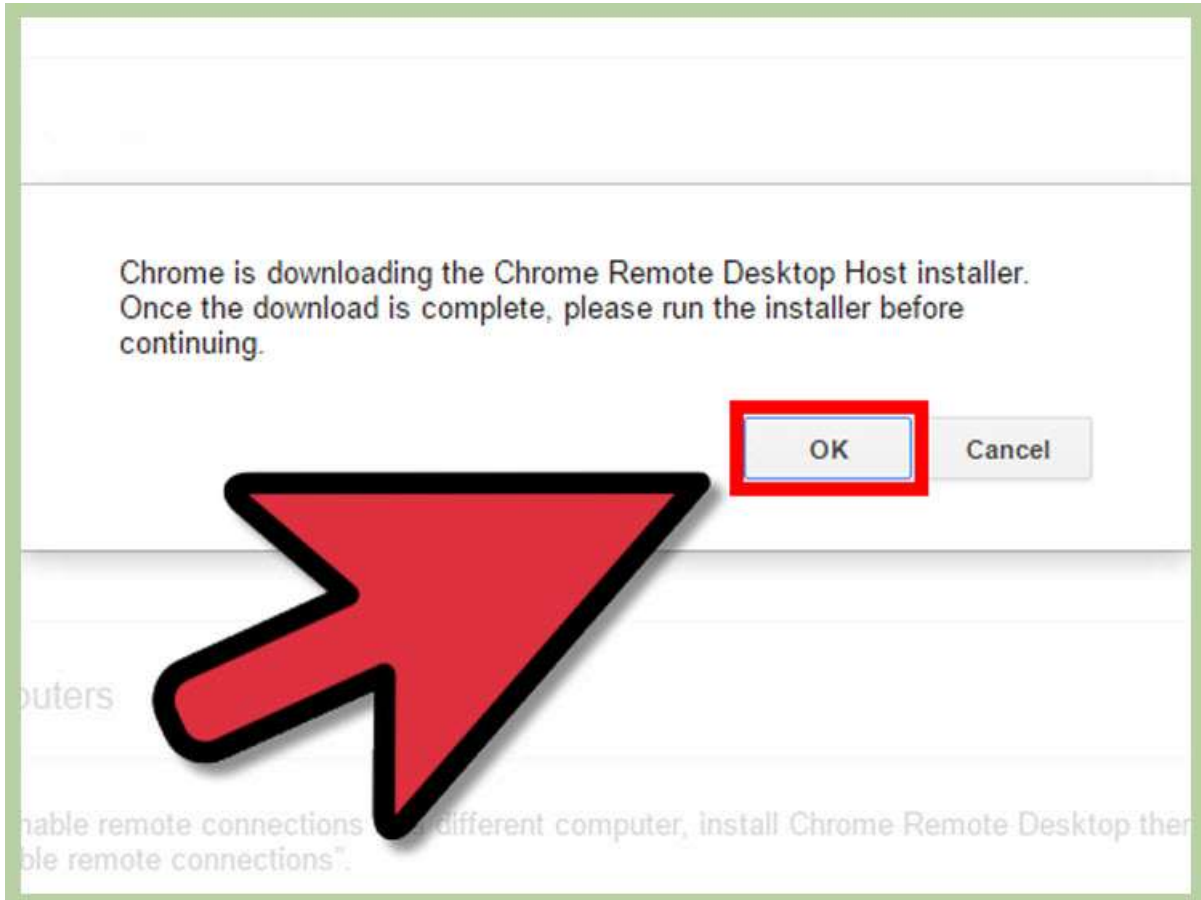 Chrome is downloading the Chrome Remote Desktop Host installer.
Once the download is complete, please run the installer before
continuing.
OK Cancel
outers
nable remote connections different computer, install Chrome Remote Desktop ther
ble remote connections".